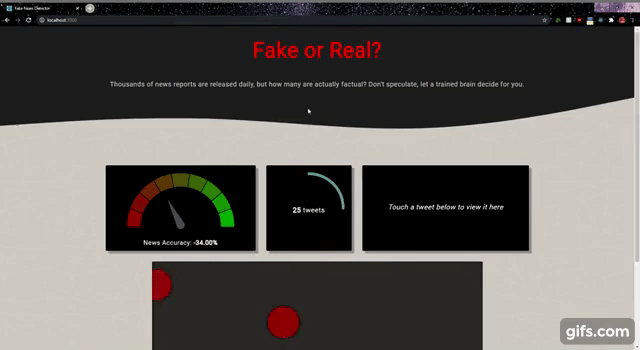 Fake News Detector
localhost:3000
Fake or Real?
Thousands of news reports are released daily, but how many are actually factual? Don't speculate, let a trained brain decide for you.
News Accuracy: -34.00%
25 tweets
Touch a tweet below to view it here
gifs.com